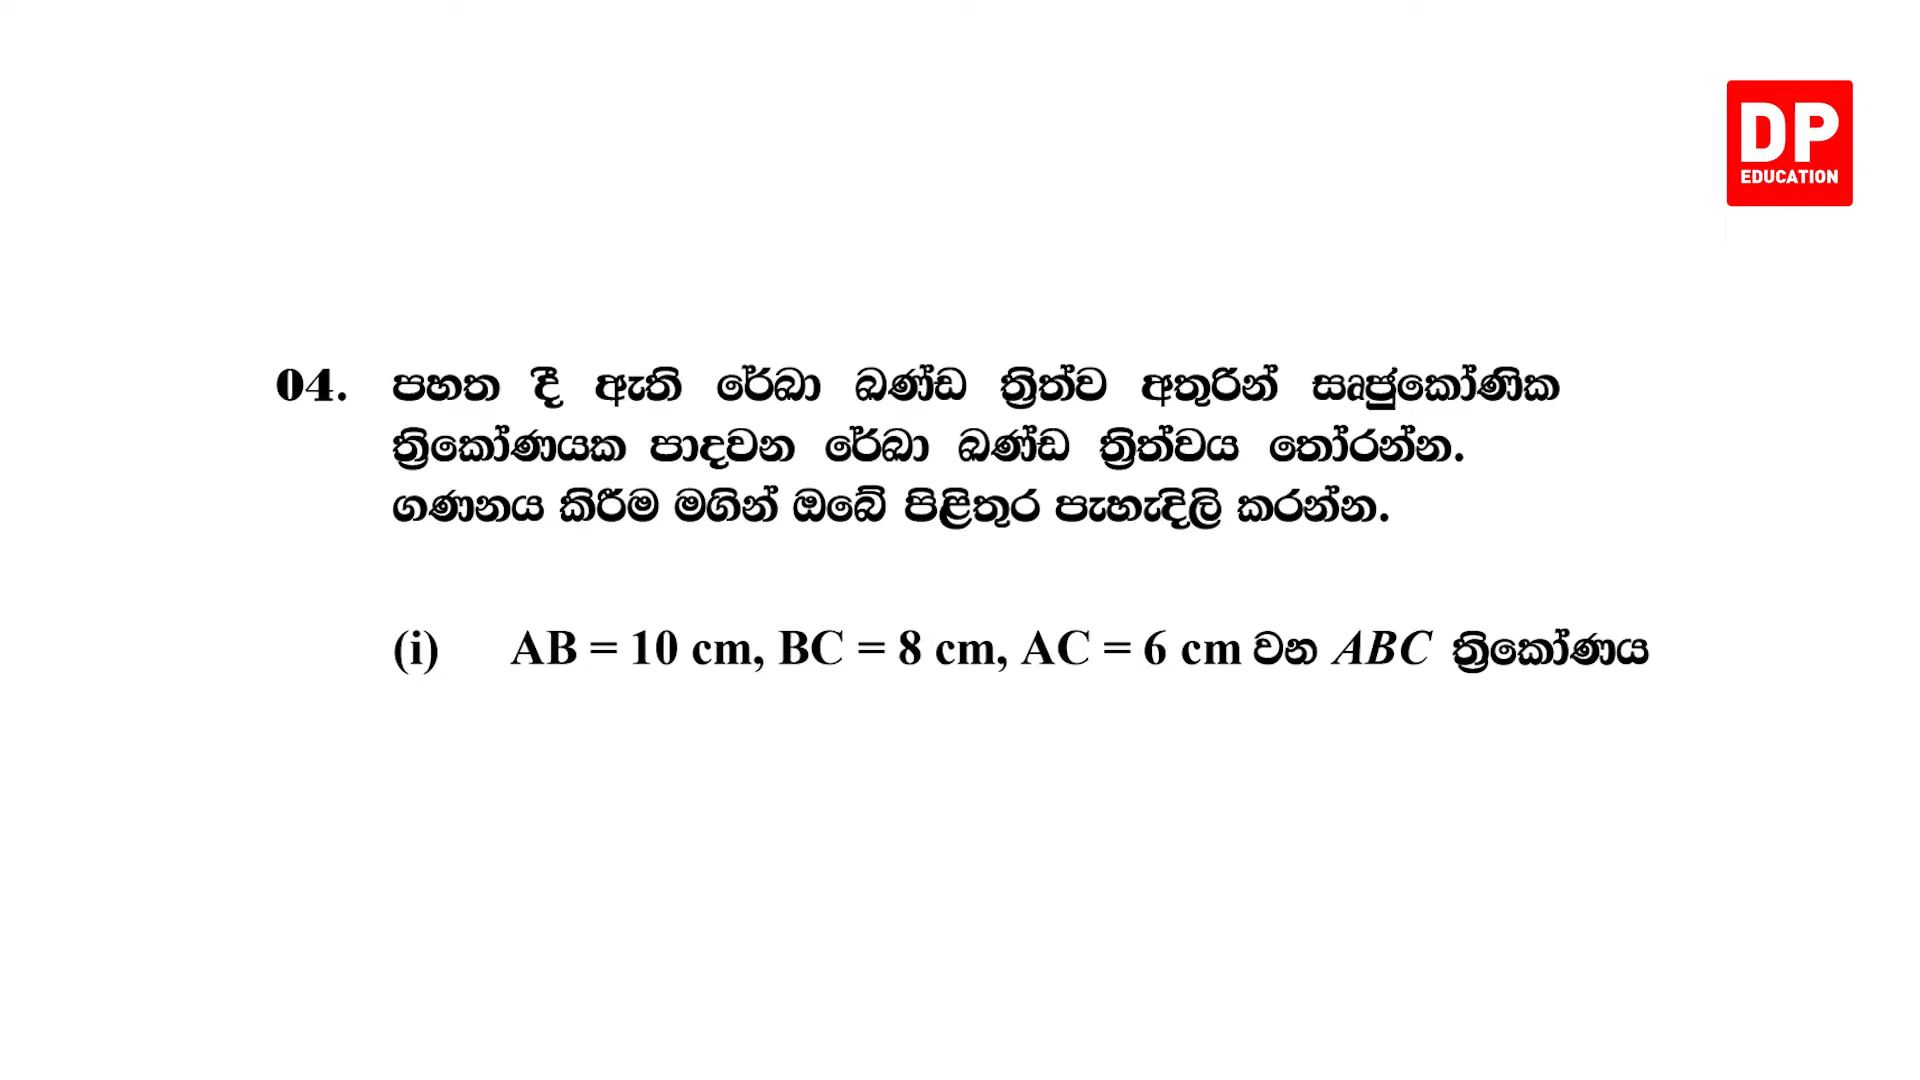 DP
EDUCATION
04. පහත දී ඇති රේඛා ඛණ්ඩ ත්‍රිත්ව අතුරින් ඍජුකෝණික
ත්‍රිකෝණයක පාදවන රේඛා ඛණ්ඩ ත්‍රිත්වය තෝරන්න.
ගණනය කිරීම මගින් ඔබේ පිළිතුර පැහැදිලි කරන්න.
(i) AB = 10 cm, BC = 8 cm, AC = 6 cm වන ABC ත්‍රිකෝණය